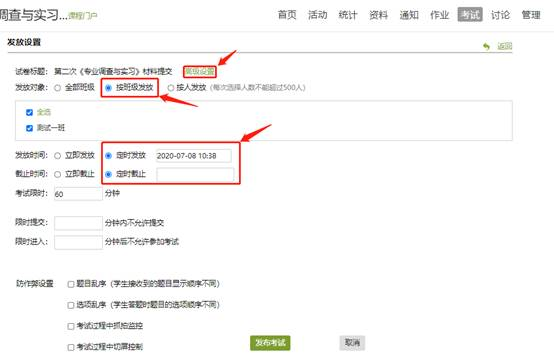 调查与实习...课程门户 首页 活动 统计 资料 通知 作业 考试 讨论 管理
发放设置 返回
试卷标题： 第二次《专业调查与实习》材料提交 高级设置
发放对象： 全部班级 按班级发放 按人发放 (每次选择人数不能超过500人)
全选
测试一班
发放时间： 立即发放 定时发放 2020-07-08 10:38
截止时间： 立即截止 定时截止
考试限时： 60 分钟
限时提交： 分钟内不允许提交
限时进入： 分钟后不允许参加考试
防作弊设置 题目乱序（学生接收到的题目显示顺序不同）
选项乱序（学生答题时题目的选项顺序不同）
考试过程中抓拍监控
考试过程中切屏控制
发布考试 取消